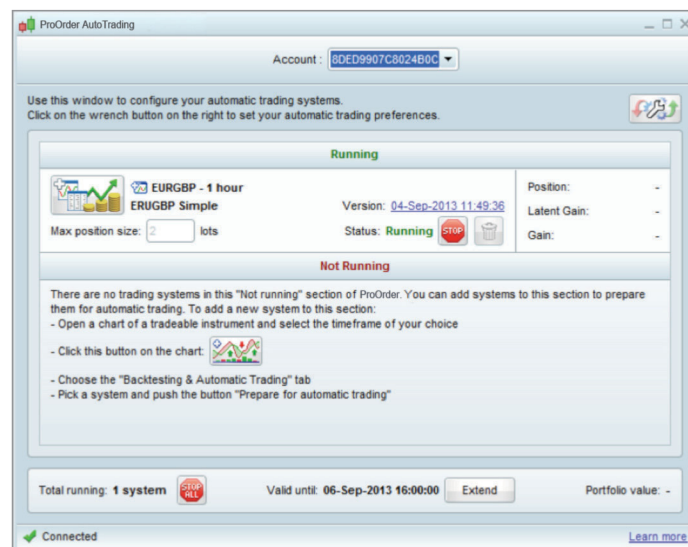 ProOrder AutoTrading
Account : 8DED9907C8024B0C
Use this window to configure your automatic trading systems.
Click on the wrench button on the right to set your automatic trading preferences.
Running
EURGBP - 1 hour
ERUGBP Simple
Version: 04-Sep-2013 11:49:36
Max position size: 2 lots
Status: Running STOP
Position: -
Latent Gain: -
Gain: -
Not Running
There are no trading systems in this "Not running" section of ProOrder. You can add systems to this section to prepare
them for automatic trading. To add a new system to this section:
- Open a chart of a tradeable instrument and select the timeframe of your choice
- Click this button on the chart:
- Choose the "Backtesting & Automatic Trading" tab
- Pick a system and push the button "Prepare for automatic trading"
Total running: 1 system STOP ALL Valid until: 06-Sep-2013 16:00:00 Extend Portfolio value: -
Connected
Learn more